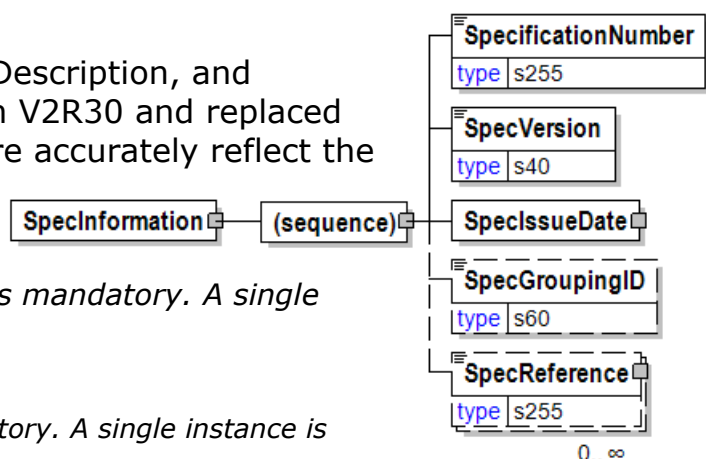 Description, and
V2R30 and replaced
re accurately reflect the
s mandatory. A single
tory. A single instance is
SpecInformation
(sequence)
SpecificationNumber
type s255
SpecVersion
type s40
SpecIssueDate
SpecGroupingID
type s60
SpecReference
type s255
0 ∞